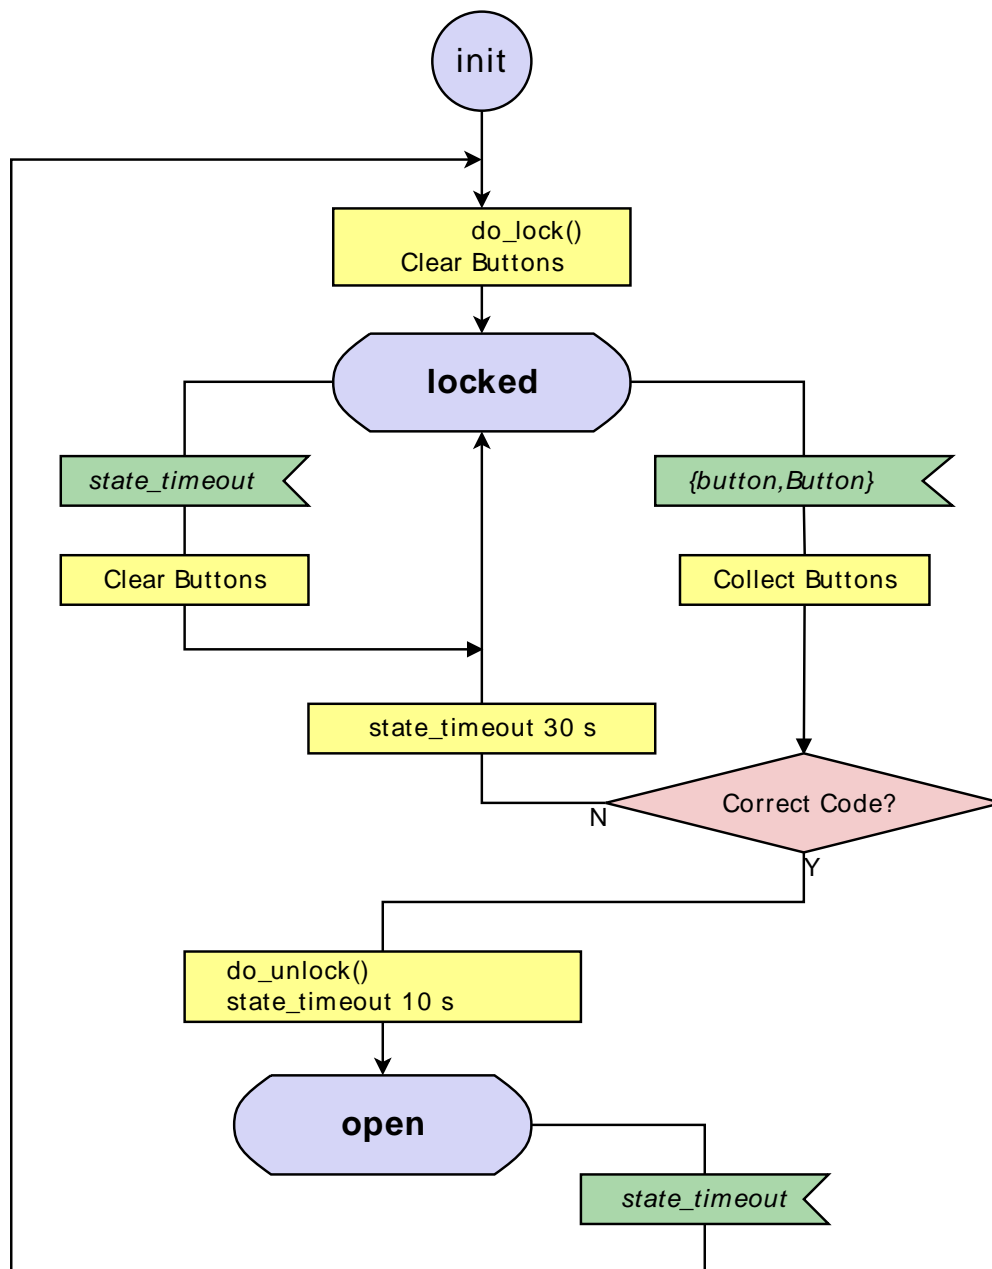 init
do_lock()
Clear Buttons
locked
state_timeout
{button,Button}
Clear Buttons
Collect Buttons
state_timeout 30 s
Correct Code?
N
Y
do_unlock()
state_timeout 10 s
open
state_timeout